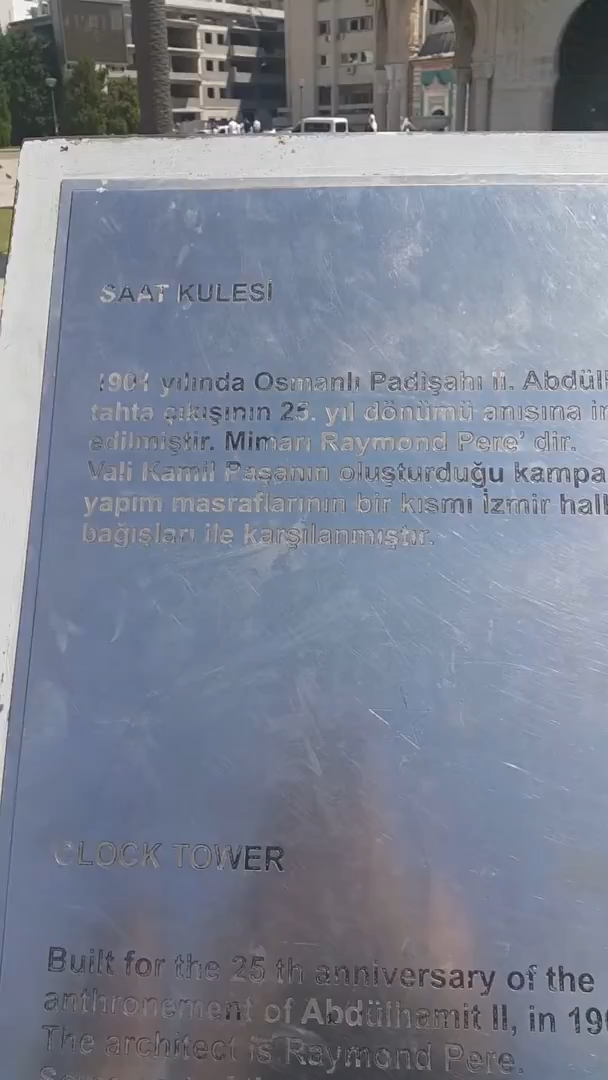 SAAT KULESİ
1901 yılında Osmanlı Padişahı II.
tahta çıkışının 25. yıl dönümü anısına
edilmiştir. Mimarı Raymond Pere' dir.
Vali Kamil Paşanın oluşturduğu
yapım masraflarının bir kısmı İzmir
bağışları ile karşılanmıştır.
CLOCK TOWER
Built for the 25 th anniversary of the
anthronement of Abdülhamit II, in
The architect is Raymond Pere.